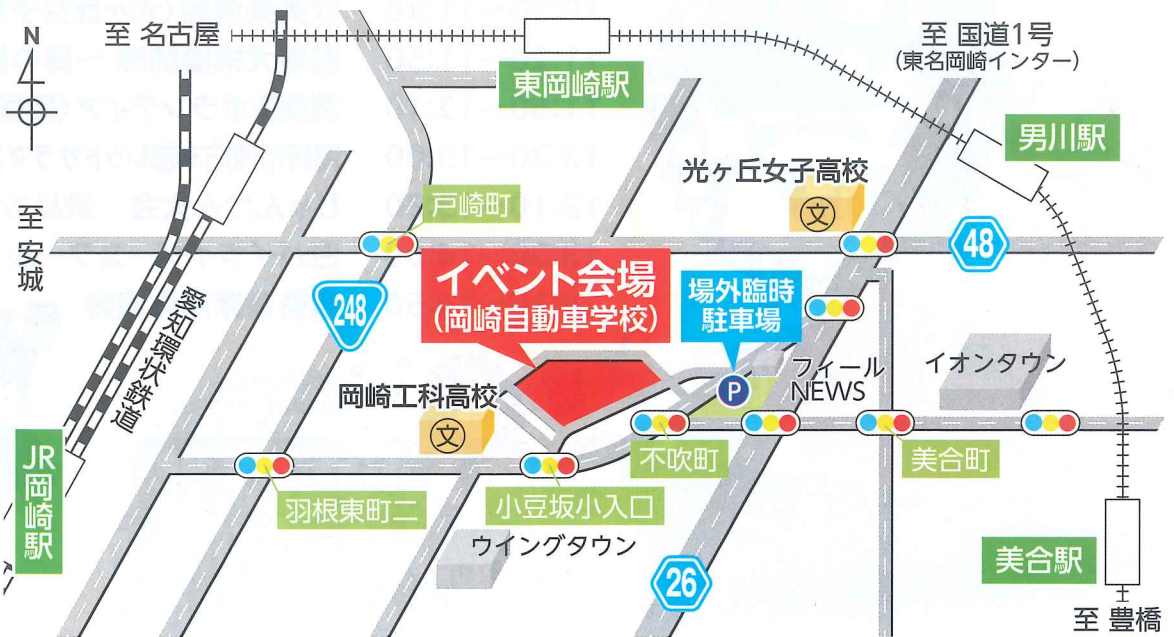 N
至 名古屋
東岡崎駅
至 国道1号
(東名岡崎インター)
男川駅
光ヶ丘女子高校
文
戸崎町
至 安城
48
イベント会場
(岡崎自動車学校)
場外臨時
駐車場
248
愛知環状鉄道
フィール
NEWS
イオンタウン
P
岡崎工科高校
文
JR岡崎駅
不吹町
美合町
羽根東町二
小豆坂小入口
ウイングタウン
26
美合駅
至 豊橋